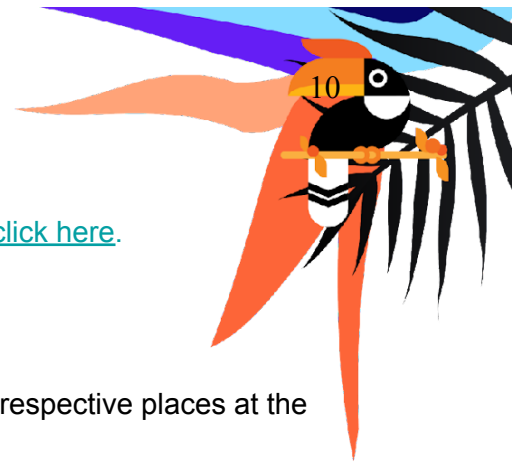 10
click here.
respective places at the